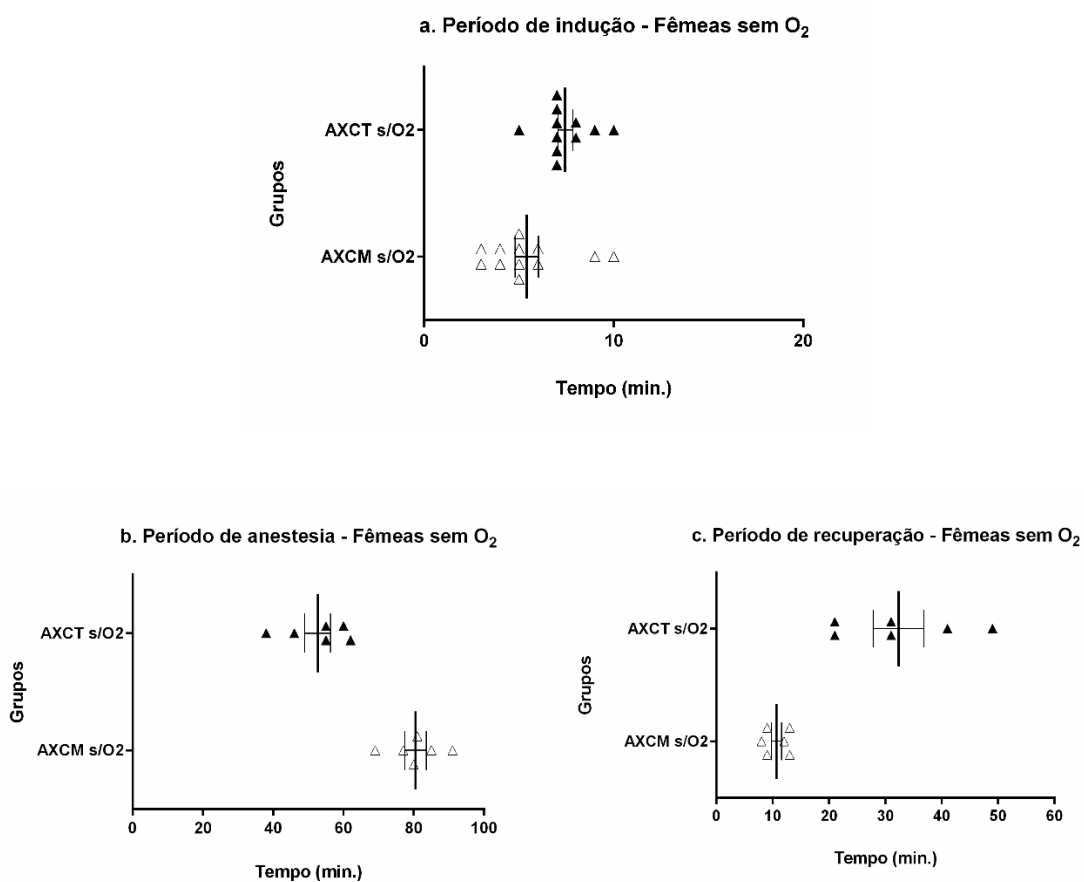 a. Período de indução - Fêmeas sem O₂
AXCT s/O2
Grupos
AXCM s/O2
0 10 20
Tempo (min.)
b. Período de anestesia - Fêmeas sem O₂
0 20 40 60 80 100
AXCT s/O2
Grupos
AXCM s/O2
Tempo (min.)
c. Período de recuperação - Fêmeas sem O₂
AXCT s/O2
Grupos
AXCM s/O2
0 10 20 30 40 50 60
Tempo (min.)